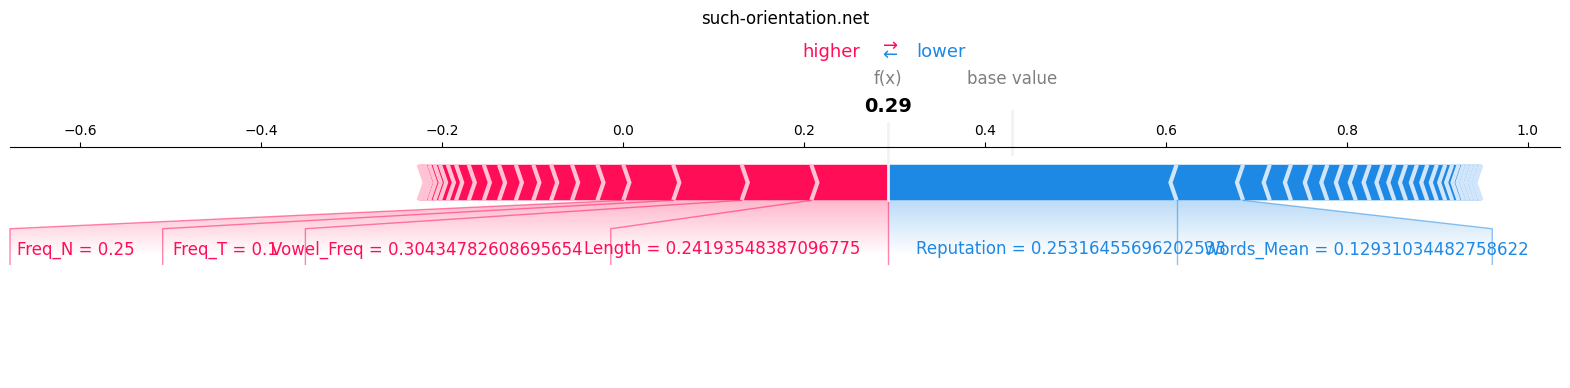 such-orientation.net
higher ⇄ lower
f(x) base value
0.29
−0.6 −0.4 −0.2 0.0 0.2 0.4 0.6 0.8 1.0
Freq_N = 0.25 Freq_T = 0.1 Vowel_Freq = 0.30434782608695654 Length = 0.24193548387096775 Reputation = Words_Mean = 0.12931034482758622